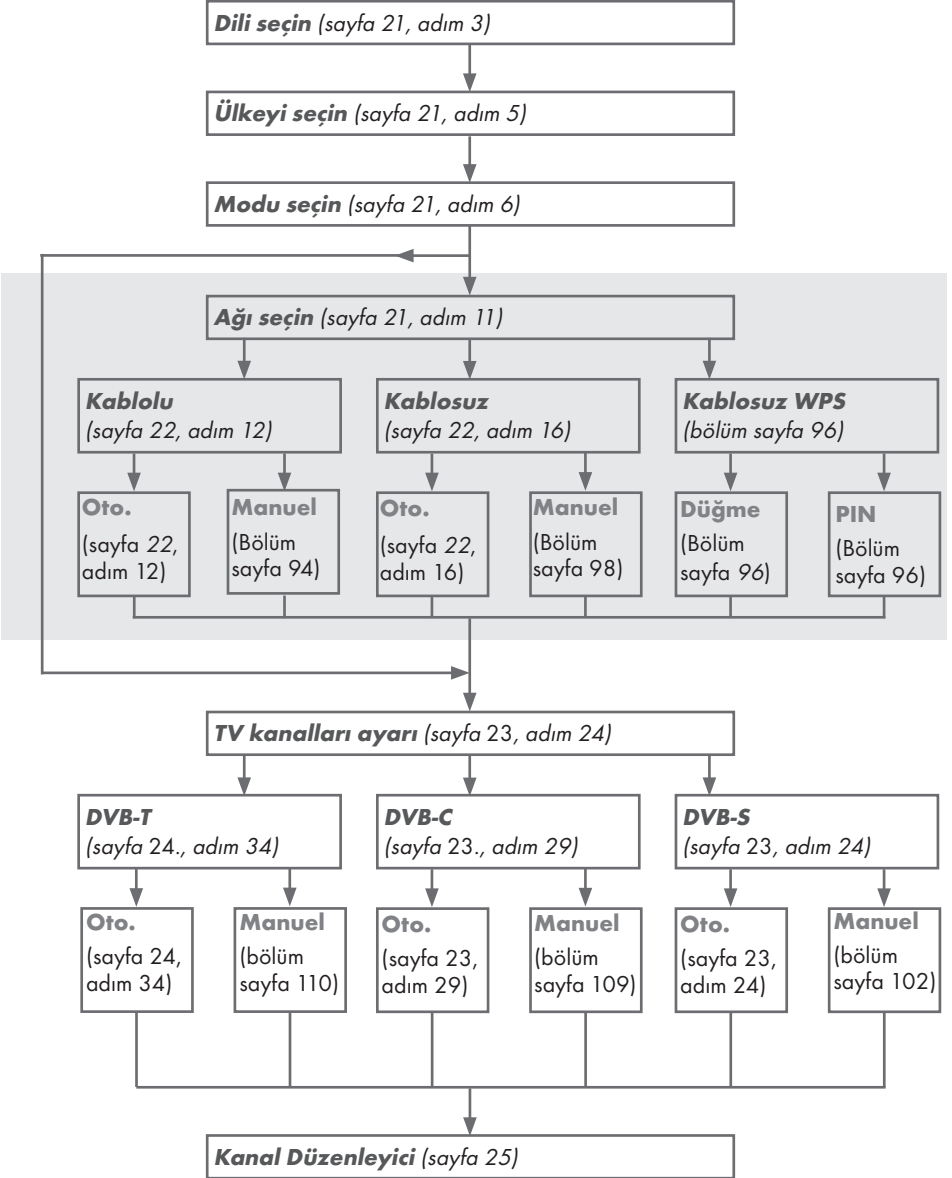 Dili seçin (sayfa 21, adım 3)
Ülkeyi seçin (sayfa 21, adım 5)
Modu seçin (sayfa 21, adım 6)
Ağı seçin (sayfa 21, adım 11)
Kablolu
(sayfa 22, adım 12)
Kablosuz
(sayfa 22, adım 16)
Kablosuz WPS
(bölüm sayfa 96)
Oto.
(sayfa 22,
adım 12)
Manuel
(Bölüm
sayfa 94)
Oto.
(sayfa 22,
adım 16)
Manuel
(Bölüm
sayfa 98)
Düğme
(Bölüm
sayfa 96)
PIN
(Bölüm
sayfa 96)
TV kanalları ayarı (sayfa 23, adım 24)
DVB-T
(sayfa 24., adım 34)
DVB-C
(sayfa 23., adım 29)
DVB-S
(sayfa 23, adım 24)
Oto.
(sayfa 24,
adım 34)
Manuel
(bölüm
sayfa 110)
Oto.
(sayfa 23,
adım 29)
Manuel
(bölüm
sayfa 109)
Oto.
(sayfa 23,
adım 24)
Manuel
(bölüm
sayfa 102)
Kanal Düzenleyici (sayfa 25)